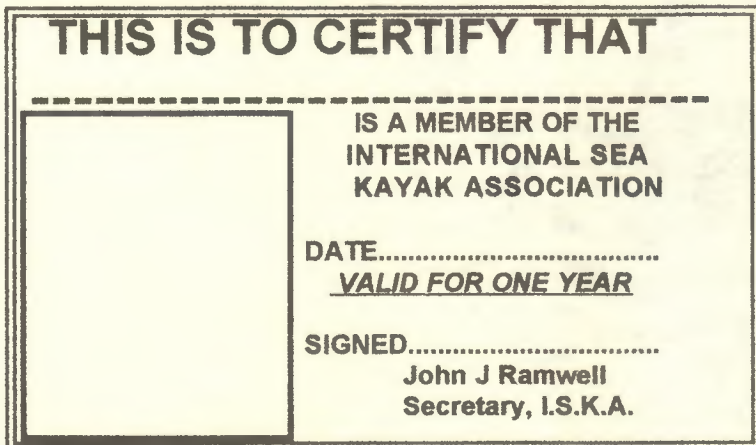 THIS IS TO CERTIFY THAT
IS A MEMBER OF THE
INTERNATIONAL SEA
KAYAK ASSOCIATION
DATE......................................
VALID FOR ONE YEAR
SIGNED..................................
John J Ramwell
Secretary, I.S.K.A.